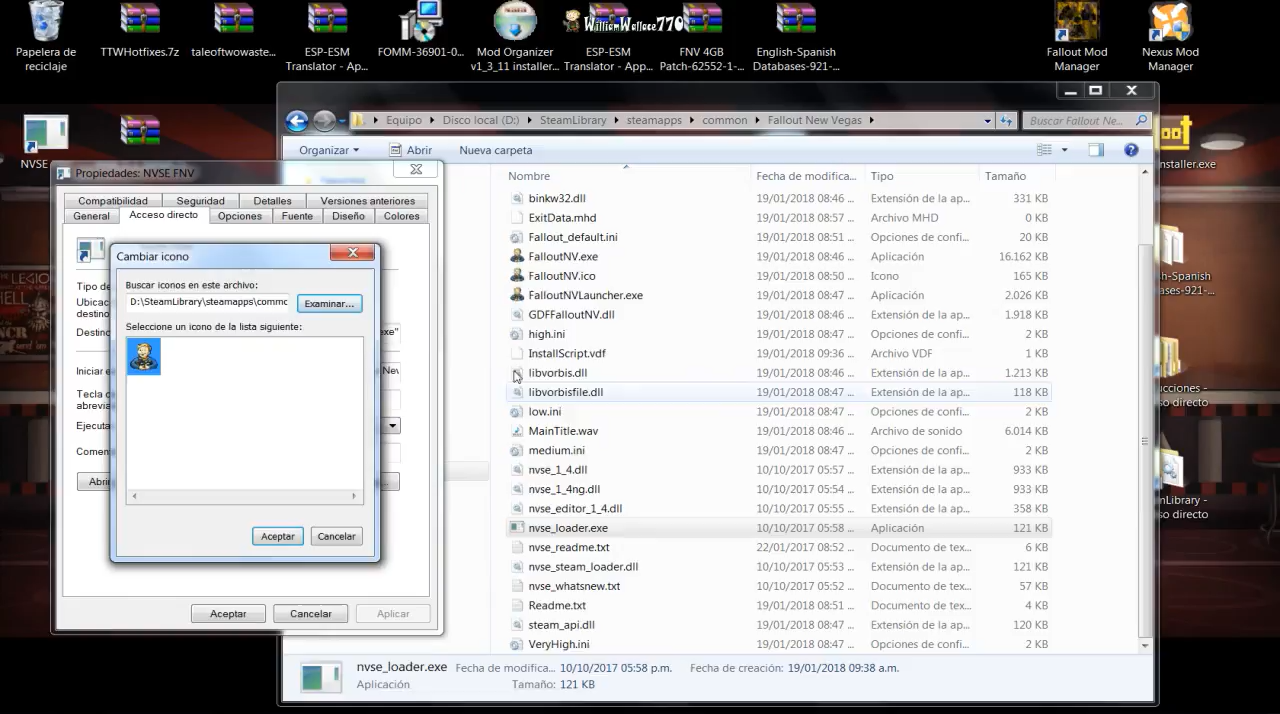 Papelera de
reciclaje
TTWHotfixes.7z
taleoftwowaste...
ESP-ESM
Translator - Ap...
FOMM-36901-0...
Mod Organizer
v1_3_11 installer...
WilliamWallace770
ESP-ESM
Translator - App...
FNV 4GB
Patch-62552-1-...
English-Spanish
Databases-921-...
Fallout Mod
Manager
Nexus Mod
Manager
NVSE
Equipo
Disco local (D:)
SteamLibrary
steamapps
common
Fallout New Vegas
Buscar Fallout Ne...
Organizar
Abrir
Nueva carpeta
Nombre
Fecha de modifica...
Tipo
Tamaño
binkw32.dll 19/01/2018 08:46 ... Extensión de la ap... 331 KB
ExitData.mhd 19/01/2018 08:57 ... Archivo MHD 0 KB
Fallout_default.ini 19/01/2018 08:51 ... Opciones de confi... 20 KB
FalloutNV.exe 19/01/2018 08:46 ... Aplicación 16.162 KB
FalloutNV.ico 19/01/2018 08:50 ... Icono 165 KB
FalloutNVLauncher.exe 19/01/2018 08:46 ... Aplicación 2.026 KB
GDFFalloutNV.dll 19/01/2018 08:46 ... Extensión de la ap... 1.918 KB
high.ini 19/01/2018 08:47 ... Opciones de confi... 2 KB
InstallScript.vdf 19/01/2018 09:36 ... Archivo VDF 1 KB
libvorbis.dll 19/01/2018 08:46 ... Extensión de la ap... 1.213 KB
libvorbisfile.dll 19/01/2018 08:47 ... Extensión de la ap... 118 KB
low.ini 19/01/2018 08:47 ... Opciones de confi... 2 KB
MainTitle.wav 19/01/2018 08:46 ... Archivo de sonido 6.014 KB
medium.ini 19/01/2018 08:47 ... Opciones de confi... 2 KB
nvse_1_4.dll 10/10/2017 05:57 ... Extensión de la ap... 933 KB
nvse_1_4ng.dll 10/10/2017 05:54 ... Extensión de la ap... 933 KB
nvse_editor_1_4.dll 10/10/2017 05:55 ... Extensión de la ap... 358 KB
nvse_loader.exe 10/10/2017 05:58 ... Aplicación 121 KB
nvse_readme.txt 22/01/2017 08:52 ... Documento de tex... 6 KB
nvse_steam_loader.dll 10/10/2017 05:53 ... Extensión de la ap... 121 KB
nvse_whatsnew.txt 10/10/2017 05:52 ... Documento de tex... 57 KB
Readme.txt 19/01/2018 08:51 ... Documento de tex... 4 KB
steam_api.dll 19/01/2018 08:47 ... Extensión de la ap... 120 KB
VeryHigh.ini 19/01/2018 08:47 ... Opciones de confi... 2 KB
nvse_loader.exe Fecha de modifica... 10/10/2017 05:58 p.m. Fecha de creación: 19/01/2018 09:38 a.m.
Aplicación Tamaño: 121 KB
Propiedades: NVSE FNV
Compatibilidad Seguridad Detalles Versiones anteriores
General Acceso directo Opciones Fuente Diseño Colores
Tipo de
Ubicac
destino
Destino
exe"
Iniciar e
Nev
Tecla d
abrevia
Ejecuta
Comen
Abrir
Aceptar Cancelar Aplicar
Cambiar icono
Buscar iconos en este archivo:
D:\SteamLibrary\steamapps\commo
Examinar...
Seleccione un icono de la lista siguiente:
Aceptar Cancelar
nstaller.exe
h-Spanish
ases-921-...
cciones -
so directo
mLibrary -
so directo
THE LEGION
HELL
NCR